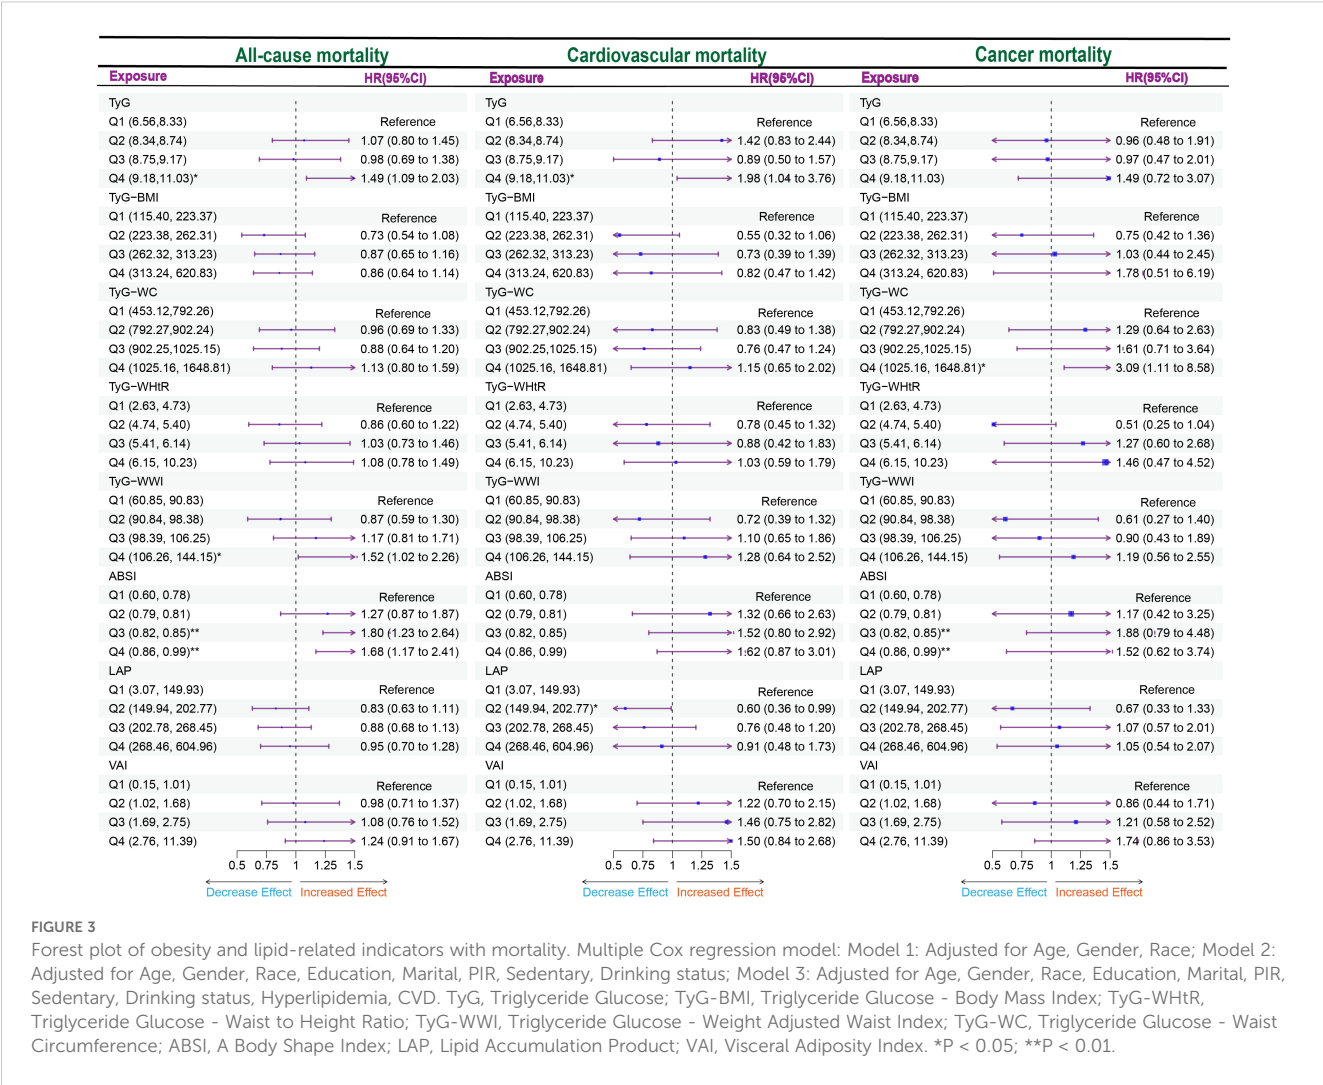 All-cause mortality Cardiovascular mortality Cancer mortality
Exposure HR(95%CI) Exposure HR(95%CI) Exposure HR(95%CI)
TyG TyG TyG
Q1 (6.56,8.33) Reference Q1 (6.56,8.33) Reference Q1 (6.56,8.33) Reference
Q2 (8.34,8.74) 1.07 (0.80 to 1.45) Q2 (8.34,8.74) 1.42 (0.83 to 2.44) Q2 (8.34,8.74) 0.96 (0.48 to 1.91)
Q3 (8.75,9.17) 0.98 (0.69 to 1.38) Q3 (8.75,9.17) 0.89 (0.50 to 1.57) Q3 (8.75,9.17) 0.97 (0.47 to 2.01)
Q4 (9.18,11.03)* 1.49 (1.09 to 2.03) Q4 (9.18,11.03)* 1.98 (1.04 to 3.76) Q4 (9.18,11.03) 1.49 (0.72 to 3.07)
TyG−BMI TyG−BMI TyG−BMI
Q1 (115.40, 223.37) Reference Q1 (115.40, 223.37) Reference Q1 (115.40, 223.37) Reference
Q2 (223.38, 262.31) 0.73 (0.54 to 1.08) Q2 (223.38, 262.31) 0.55 (0.32 to 1.06) Q2 (223.38, 262.31) 0.75 (0.42 to 1.36)
Q3 (262.32, 313.23) 0.87 (0.65 to 1.16) Q3 (262.32, 313.23) 0.73 (0.39 to 1.39) Q3 (262.32, 313.23) 1.03 (0.44 to 2.45)
Q4 (313.24, 620.83) 0.86 (0.64 to 1.14) Q4 (313.24, 620.83) 0.82 (0.47 to 1.42) Q4 (313.24, 620.83) 1.78 (0.51 to 6.19)
TyG−WC TyG−WC TyG−WC
Q1 (453.12,792.26) Reference Q1 (453.12,792.26) Reference Q1 (453.12,792.26) Reference
Q2 (792.27,902.24) 0.96 (0.69 to 1.33) Q2 (792.27,902.24) 0.83 (0.49 to 1.38) Q2 (792.27,902.24) 1.29 (0.64 to 2.63)
Q3 (902.25,1025.15) 0.88 (0.64 to 1.20) Q3 (902.25,1025.15) 0.76 (0.47 to 1.24) Q3 (902.25,1025.15) 1.61 (0.71 to 3.64)
Q4 (1025.16, 1648.81) 1.13 (0.80 to 1.59) Q4 (1025.16, 1648.81) 1.15 (0.65 to 2.02) Q4 (1025.16, 1648.81)* 3.09 (1.11 to 8.58)
TyG−WHtR TyG−WHtR TyG−WHtR
Q1 (2.63, 4.73) Reference Q1 (2.63, 4.73) Reference Q1 (2.63, 4.73) Reference
Q2 (4.74, 5.40) 0.86 (0.60 to 1.22) Q2 (4.74, 5.40) 0.78 (0.45 to 1.32) Q2 (4.74, 5.40) 0.51 (0.25 to 1.04)
Q3 (5.41, 6.14) 1.03 (0.73 to 1.46) Q3 (5.41, 6.14) 0.88 (0.42 to 1.83) Q3 (5.41, 6.14) 1.27 (0.60 to 2.68)
Q4 (6.15, 10.23) 1.08 (0.78 to 1.49) Q4 (6.15, 10.23) 1.03 (0.59 to 1.79) Q4 (6.15, 10.23) 1.46 (0.47 to 4.52)
TyG−WWI TyG−WWI TyG−WWI
Q1 (60.85, 90.83) Reference Q1 (60.85, 90.83) Reference Q1 (60.85, 90.83) Reference
Q2 (90.84, 98.38) 0.87 (0.59 to 1.30) Q2 (90.84, 98.38) 0.72 (0.39 to 1.32) Q2 (90.84, 98.38) 0.61 (0.27 to 1.40)
Q3 (98.39, 106.25) 1.17 (0.81 to 1.71) Q3 (98.39, 106.25) 1.10 (0.65 to 1.86) Q3 (98.39, 106.25) 0.90 (0.43 to 1.89)
Q4 (106.26, 144.15)* 1.52 (1.02 to 2.26) Q4 (106.26, 144.15) 1.28 (0.64 to 2.52) Q4 (106.26, 144.15) 1.19 (0.56 to 2.55)
ABSI ABSI ABSI
Q1 (0.60, 0.78) Reference Q1 (0.60, 0.78) Reference Q1 (0.60, 0.78) Reference
Q2 (0.79, 0.81) 1.27 (0.87 to 1.87) Q2 (0.79, 0.81) 1.32 (0.66 to 2.63) Q2 (0.79, 0.81) 1.17 (0.42 to 3.25)
Q3 (0.82, 0.85)** 1.80 (1.23 to 2.64) Q3 (0.82, 0.85) 1.52 (0.80 to 2.92) Q3 (0.82, 0.85)** 1.88 (0.79 to 4.48)
Q4 (0.86, 0.99)** 1.68 (1.17 to 2.41) Q4 (0.86, 0.99) 1.62 (0.87 to 3.01) Q4 (0.86, 0.99)** 1.52 (0.62 to 3.74)
LAP LAP LAP
Q1 (3.07, 149.93) Reference Q1 (3.07, 149.93) Reference Q1 (3.07, 149.93) Reference
Q2 (149.94, 202.77) 0.83 (0.63 to 1.11) Q2 (149.94, 202.77)* 0.60 (0.36 to 0.99) Q2 (149.94, 202.77) 0.67 (0.33 to 1.33)
Q3 (202.78, 268.45) 0.88 (0.68 to 1.13) Q3 (202.78, 268.45) 0.76 (0.48 to 1.20) Q3 (202.78, 268.45) 1.07 (0.57 to 2.01)
Q4 (268.46, 604.96) 0.95 (0.70 to 1.28) Q4 (268.46, 604.96) 0.91 (0.48 to 1.73) Q4 (268.46, 604.96) 1.05 (0.54 to 2.07)
VAI VAI VAI
Q1 (0.15, 1.01) Reference Q1 (0.15, 1.01) Reference Q1 (0.15, 1.01) Reference
Q2 (1.02, 1.68) 0.98 (0.71 to 1.37) Q2 (1.02, 1.68) 1.22 (0.70 to 2.15) Q2 (1.02, 1.68) 0.86 (0.44 to 1.71)
Q3 (1.69, 2.75) 1.08 (0.76 to 1.52) Q3 (1.69, 2.75) 1.46 (0.75 to 2.82) Q3 (1.69, 2.75) 1.21 (0.58 to 2.52)
Q4 (2.76, 11.39) 1.24 (0.91 to 1.67) Q4 (2.76, 11.39) 1.50 (0.84 to 2.68) Q4 (2.76, 11.39) 1.74 (0.86 to 3.53)
0.5 0.75 1 1.25 1.5 0.5 0.75 1 1.25 1.5 0.5 0.75 1 1.25 1.5
Decrease Effect Increased Effect Decrease Effect Increased Effect Decrease Effect Increased Effect
FIGURE 3
Forest plot of obesity and lipid-related indicators with mortality. Multiple Cox regression model: Model 1: Adjusted for Age, Gender, Race; Model 2:
Adjusted for Age, Gender, Race, Education, Marital, PIR, Sedentary, Drinking status; Model 3: Adjusted for Age, Gender, Race, Education, Marital, PIR,
Sedentary, Drinking status, Hyperlipidemia, CVD. TyG, Triglyceride Glucose; TyG-BMI, Triglyceride Glucose - Body Mass Index; TyG-WHtR,
Triglyceride Glucose - Waist to Height Ratio; TyG-WWI, Triglyceride Glucose - Weight Adjusted Waist Index; TyG-WC, Triglyceride Glucose - Waist
Circumference; ABSI, A Body Shape Index; LAP, Lipid Accumulation Product; VAI, Visceral Adiposity Index. *P < 0.05; **P < 0.01.